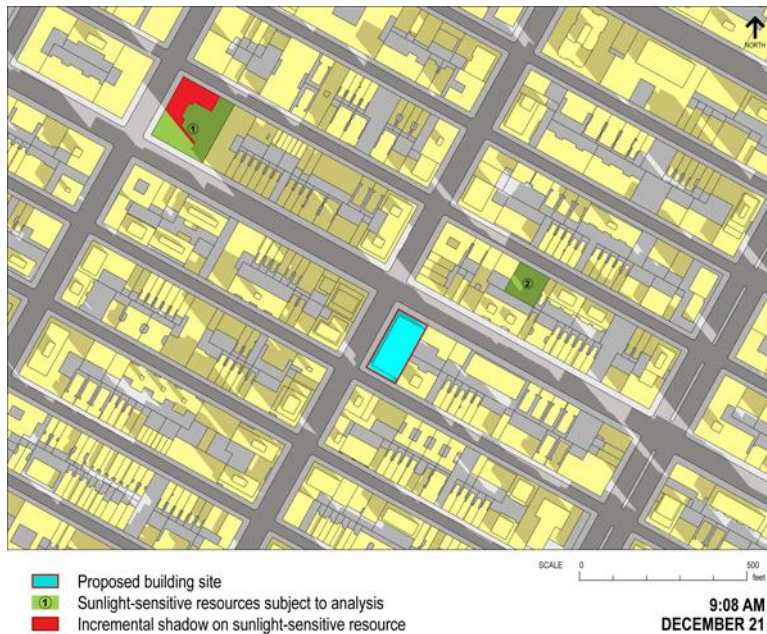 NORTH
①
②
SCALE 0 500
feet
Proposed building site
① Sunlight-sensitive resources subject to analysis
Incremental shadow on sunlight-sensitive resource
9:08 AM
DECEMBER 21